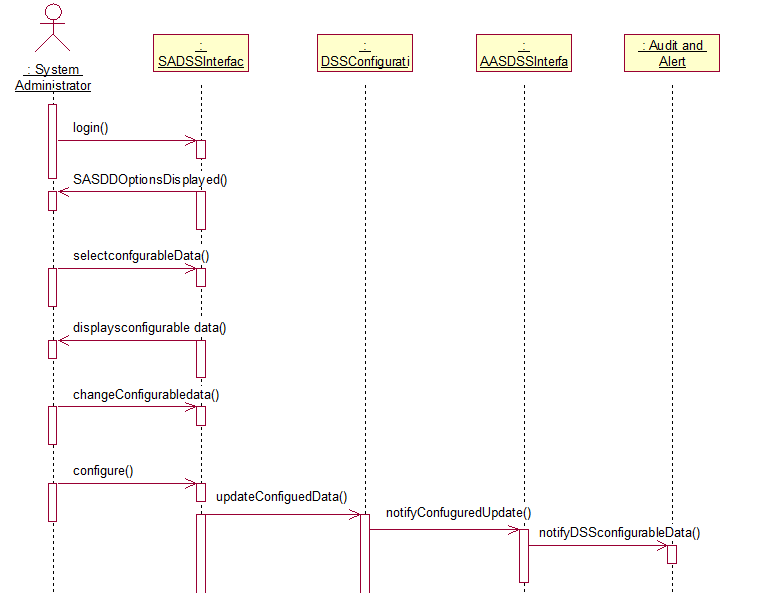 : System
Administrator
:
SADSSInterfac
:
DSSConfigurati
:
AASDSSInterfa
: Audit and
Alert
login()
SASDDOptionsDisplayed()
selectconfgurableData()
displaysconfigurable data()
changeConfigurabledata()
configure()
updateConfiguedData()
notifyConfuguredUpdate()
notifyDSSconfigurableData()